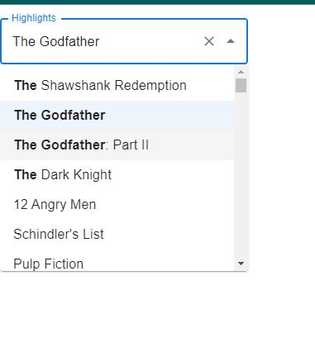 Highlights
The Godfather
The Shawshank Redemption
The Godfather
The Godfather: Part II
The Dark Knight
12 Angry Men
Schindler's List
Pulp Fiction